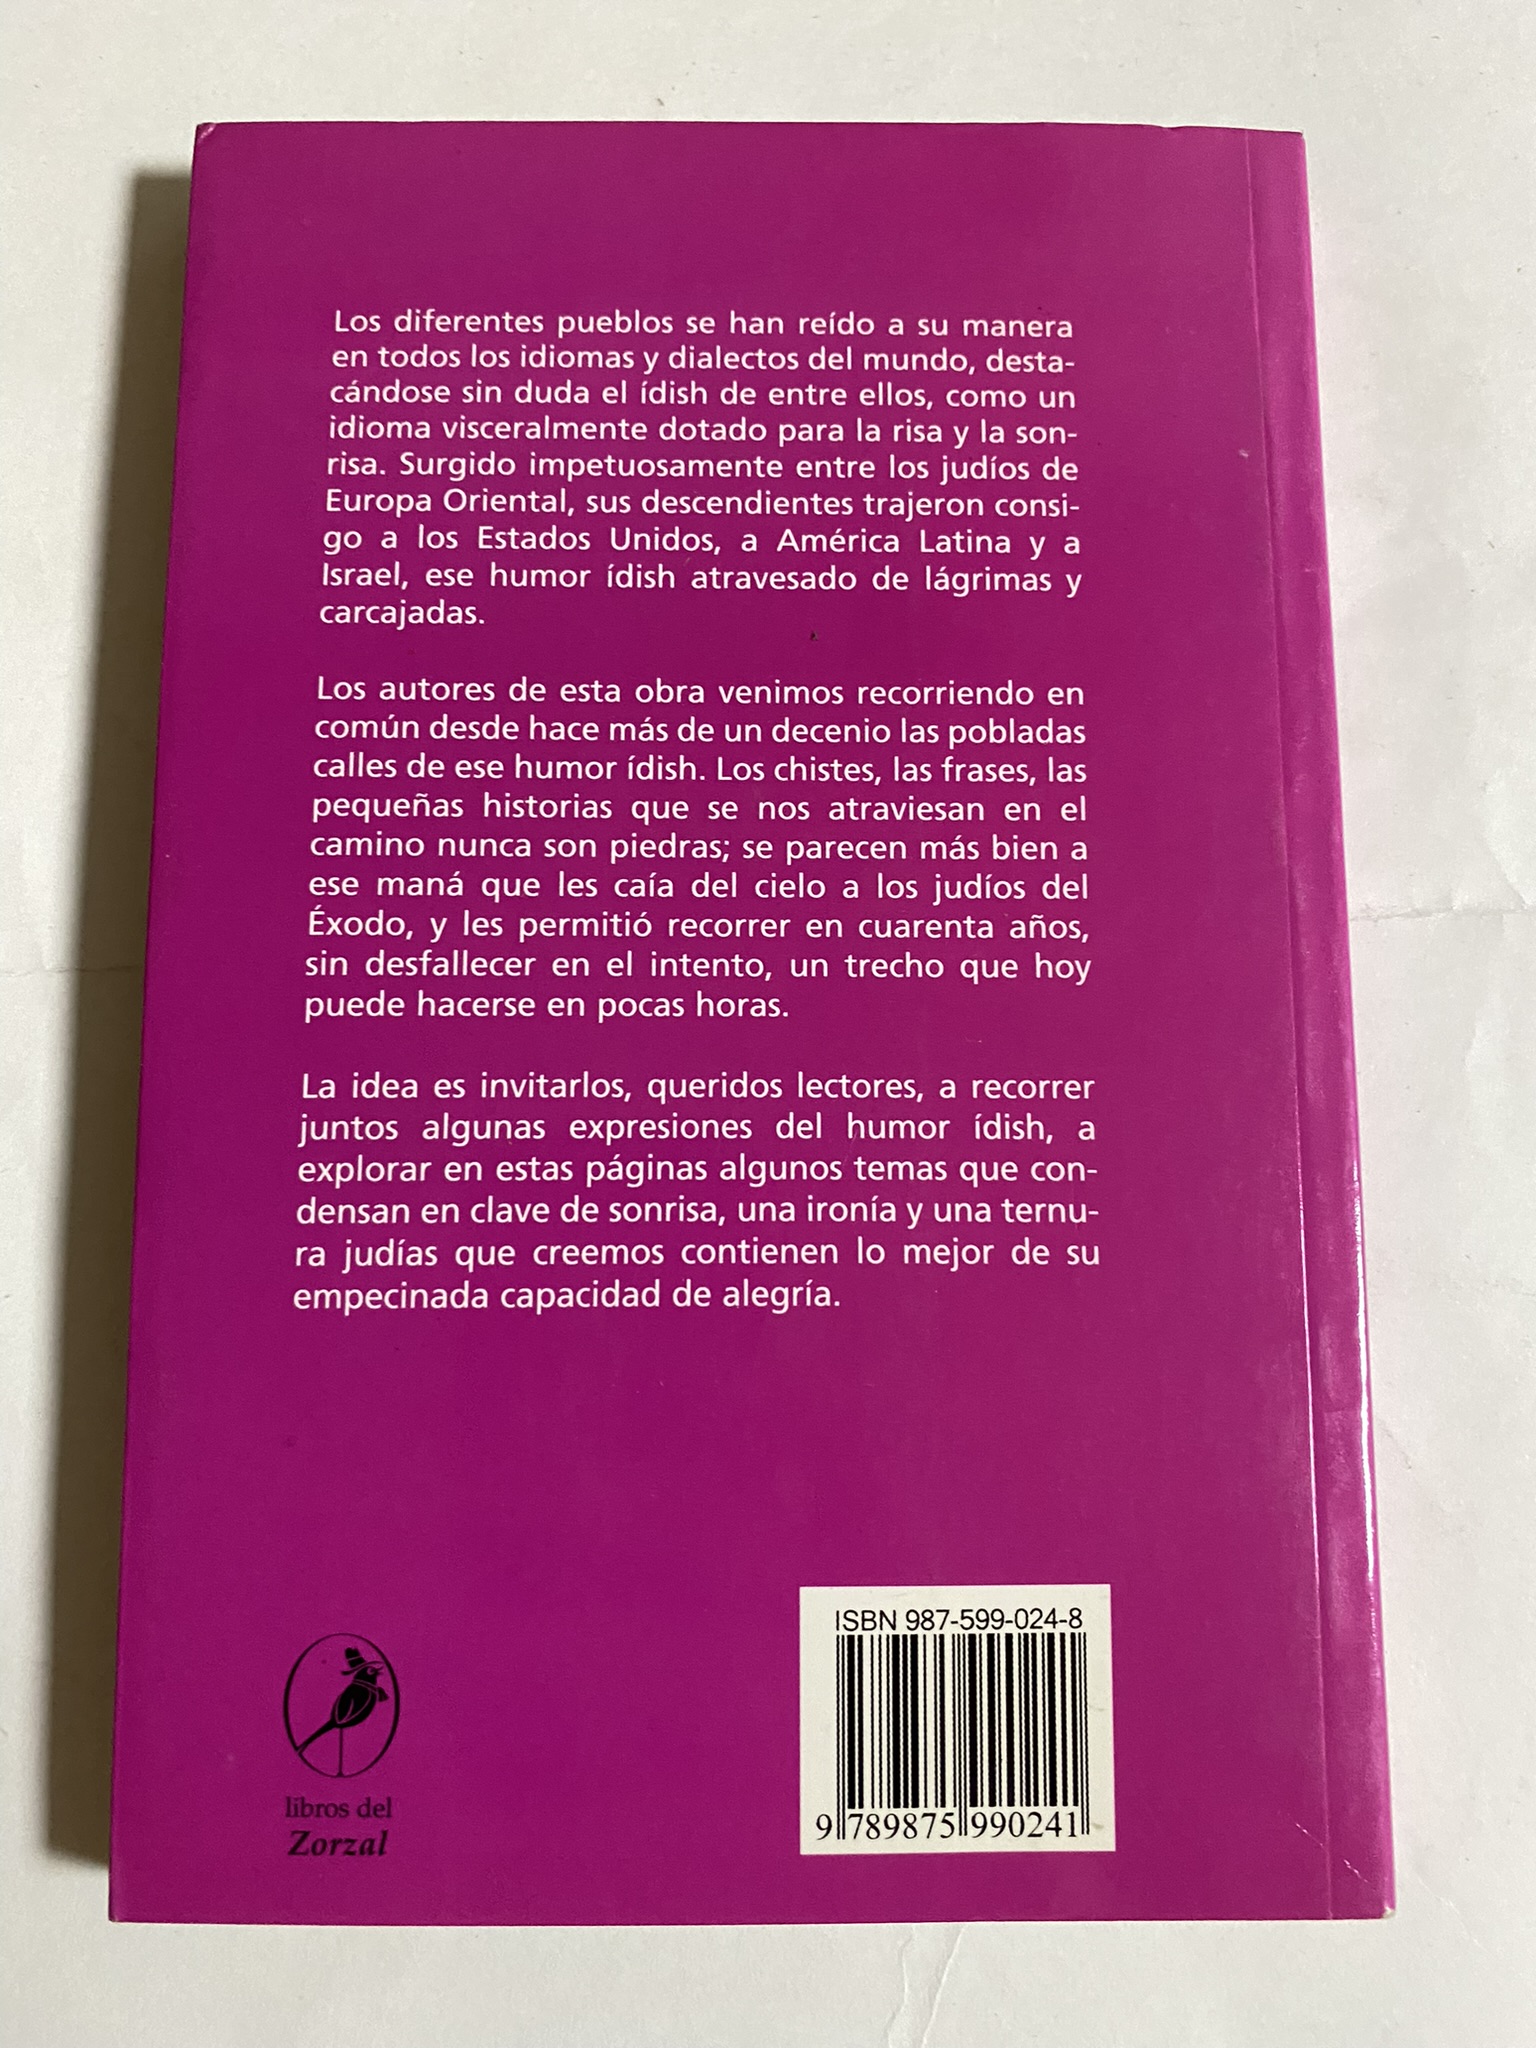 Los diferentes pueblos se han reído a su manera
en todos los idiomas y dialectos del mundo, desta-
cándose sin duda el ídish de entre ellos, como un
idioma visceralmente dotado para la risa y la son-
risa. Surgido impetuosamente entre los judíos de
Europa Oriental, sus descendientes trajeron consi-
go a los Estados Unidos, a América Latina y a
Israel, ese humor ídish atravesado de lágrimas y
carcajadas.
Los autores de esta obra venimos recorriendo en
común desde hace más de un decenio las pobladas
calles de ese humor ídish. Los chistes, las frases, las
pequeñas historias que se nos atraviesan en el
camino nunca son piedras; se parecen más bien a
ese maná que les caía del cielo a los judíos del
Éxodo, y les permitió recorrer en cuarenta años,
sin desfallecer en el intento, un trecho que hoy
puede hacerse en pocas horas.
La idea es invitarlos, queridos lectores, a recorrer
juntos algunas expresiones del humor ídish, a
explorar en estas páginas algunos temas que con-
densan en clave de sonrisa, una ironía y una ternu-
ra judías que creemos contienen lo mejor de su
empecinada capacidad de alegría.
ISBN 987-599-024-8
9 789875 990241
libros del
Zorzal